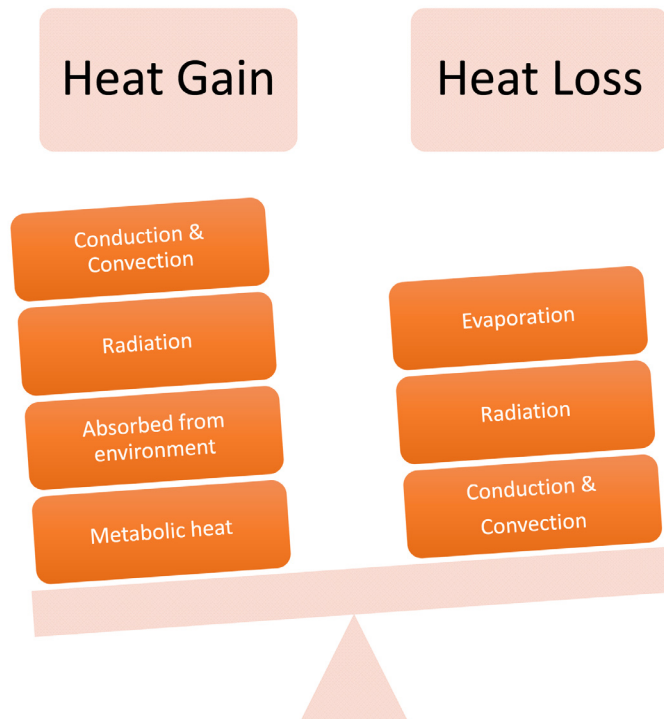 Heat Gain
Heat Loss
Conduction &
Convection
Radiation
Absorbed from
environment
Metabolic heat
Evaporation
Radiation
Conduction &
Convection